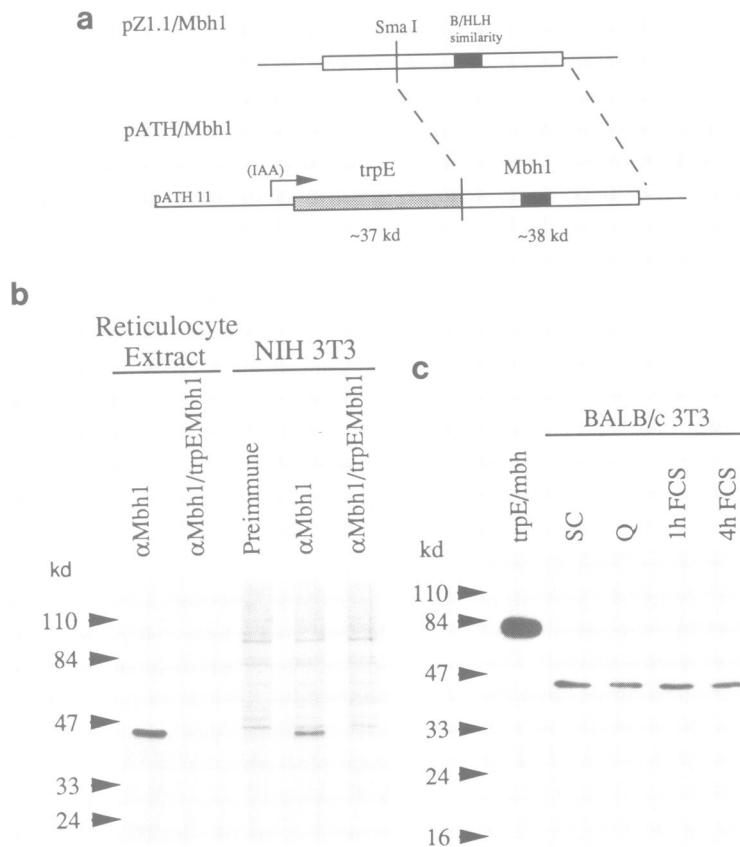 a
pZ1.1/Mbh1
Sma I
B/HLH
similarity
pATH/Mbh1
(IAA)
trpE
Mbh1
pATH 11
~37 kd
~38 kd
b
Reticulocyte
Extract
NIH 3T3
αMbh1
αMbh1/trpEMbh1
Preimmune
αMbh1
αMbh1/trpEMbh1
kd
110
84
47
33
24
c
BALB/c 3T3
trpE/mbh
SC
Q
1h FCS
4h FCS
kd
110
84
47
33
24
16